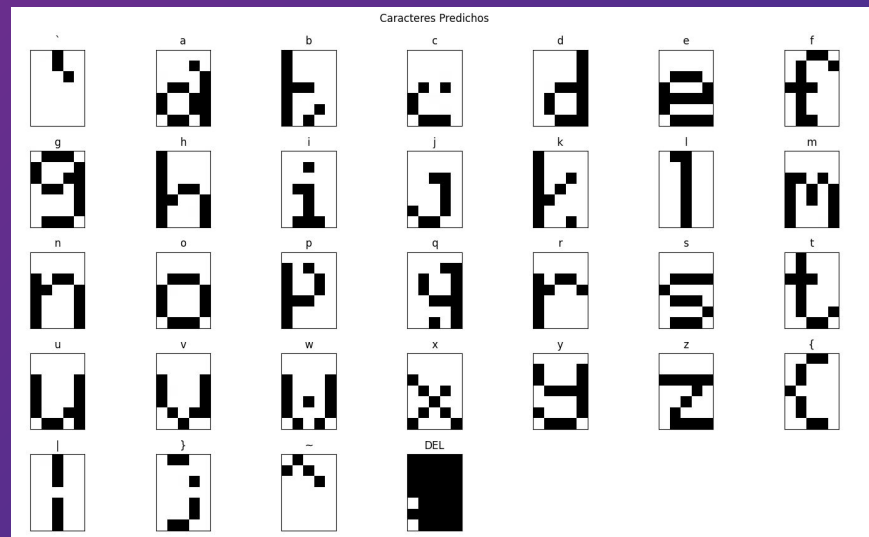 Caracteres Predichos
` a b c d e f
g h i j k l m
n o p q r s t
u v w x y z {
| } ~ DEL